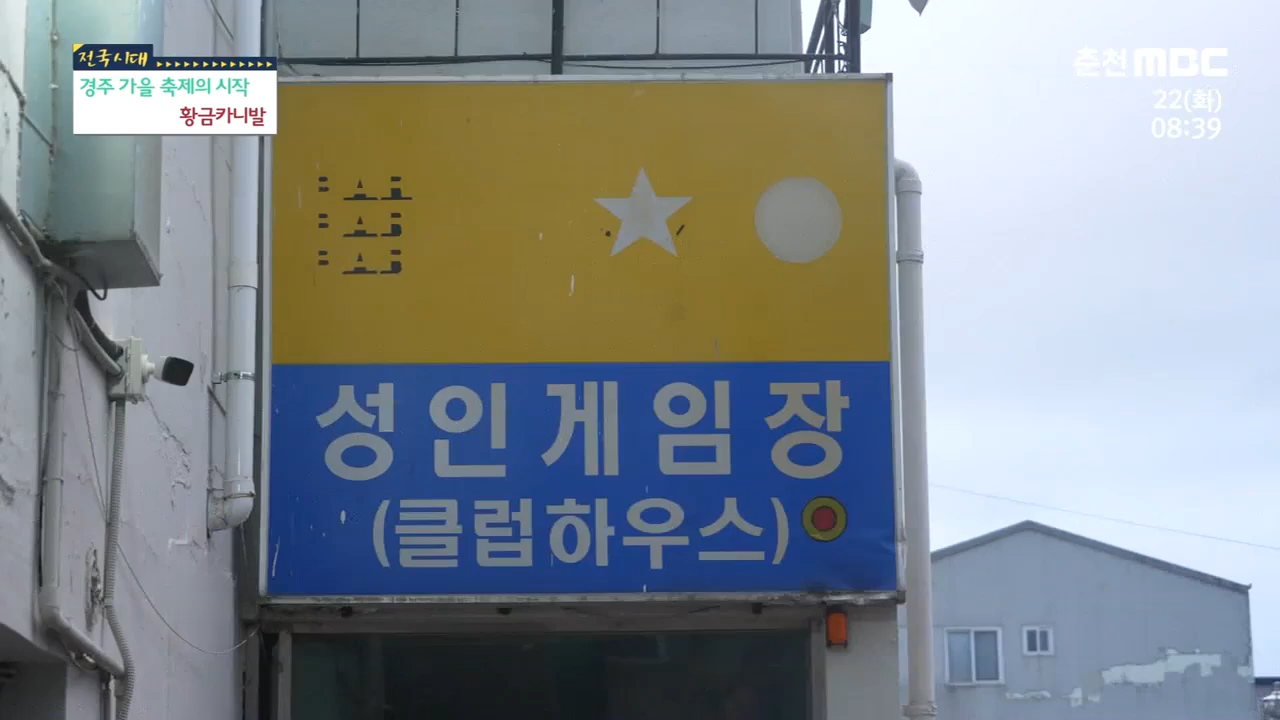 전국시대
경주 가을 축제의 시작
황금카니발
춘천MBC
22(화)
08:39
성인게임장
(클럽하우스)